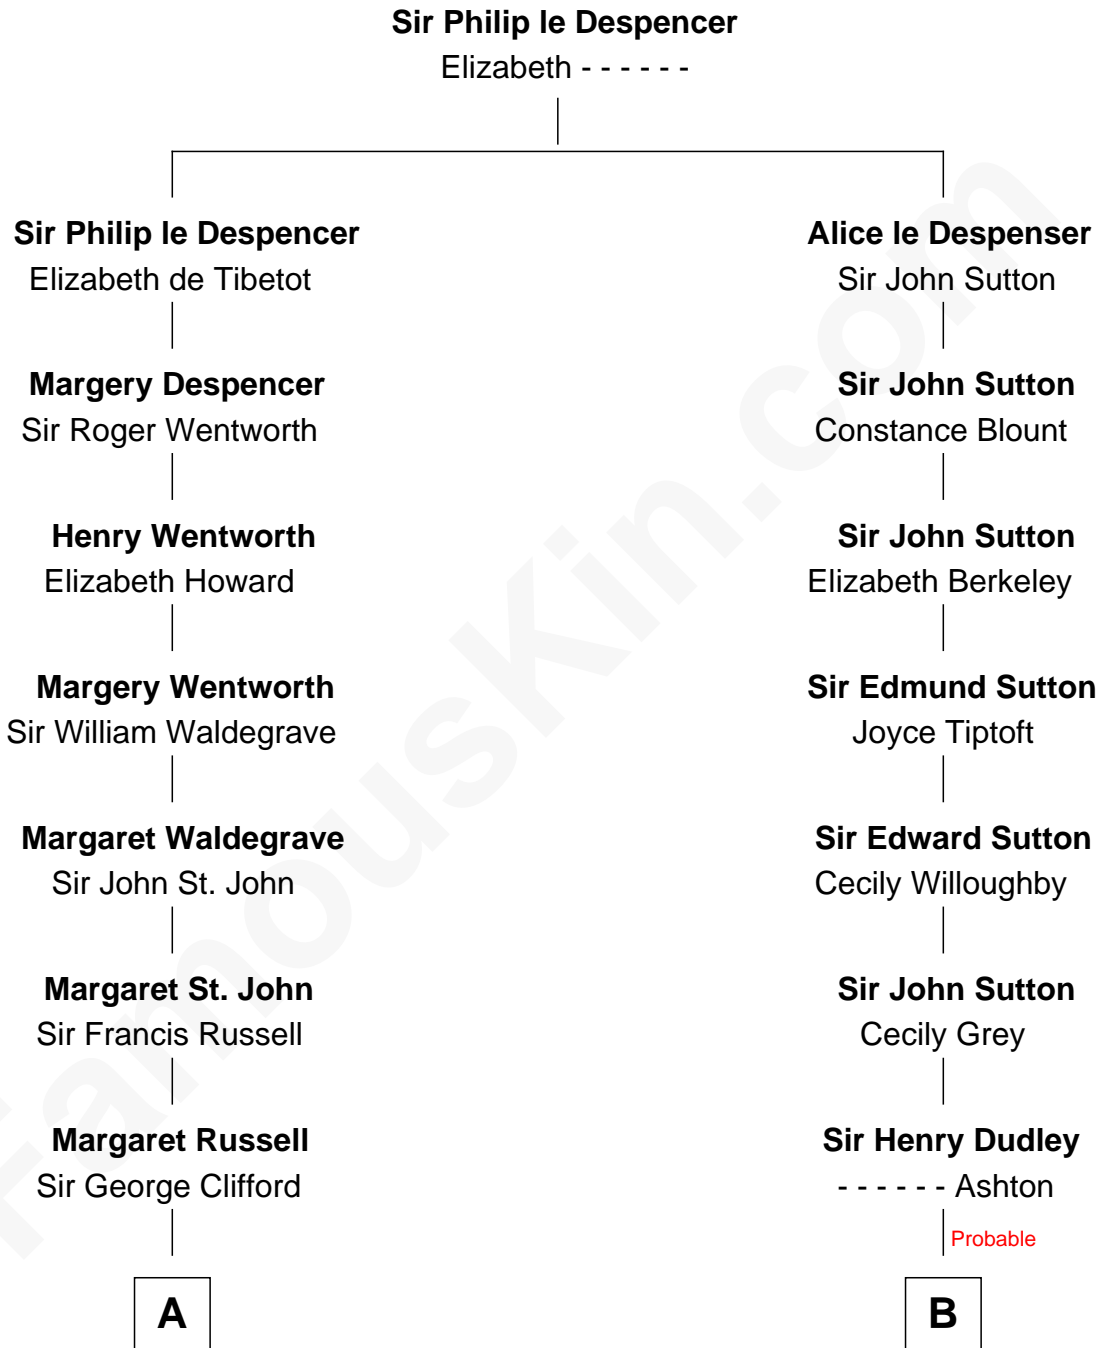 Sir Philip le Despencer
Elizabeth - - - - - -
Sir Philip le Despencer
Elizabeth de Tibetot
Margery Despencer
Sir Roger Wentworth
Henry Wentworth
Elizabeth Howard
Margery Wentworth
Sir William Waldegrave
Margaret Waldegrave
Sir John St. John
Margaret St. John
Sir Francis Russell
Margaret Russell
Sir George Clifford
A
Alice le Despenser
Sir John Sutton
Sir John Sutton
Constance Blount
Sir John Sutton
Elizabeth Berkeley
Sir Edmund Sutton
Joyce Tiptoft
Sir Edward Sutton
Cecily Willoughby
Sir John Sutton
Cecily Grey
Sir Henry Dudley
- - - - - - Ashton
Probable
B
FamousKin.com